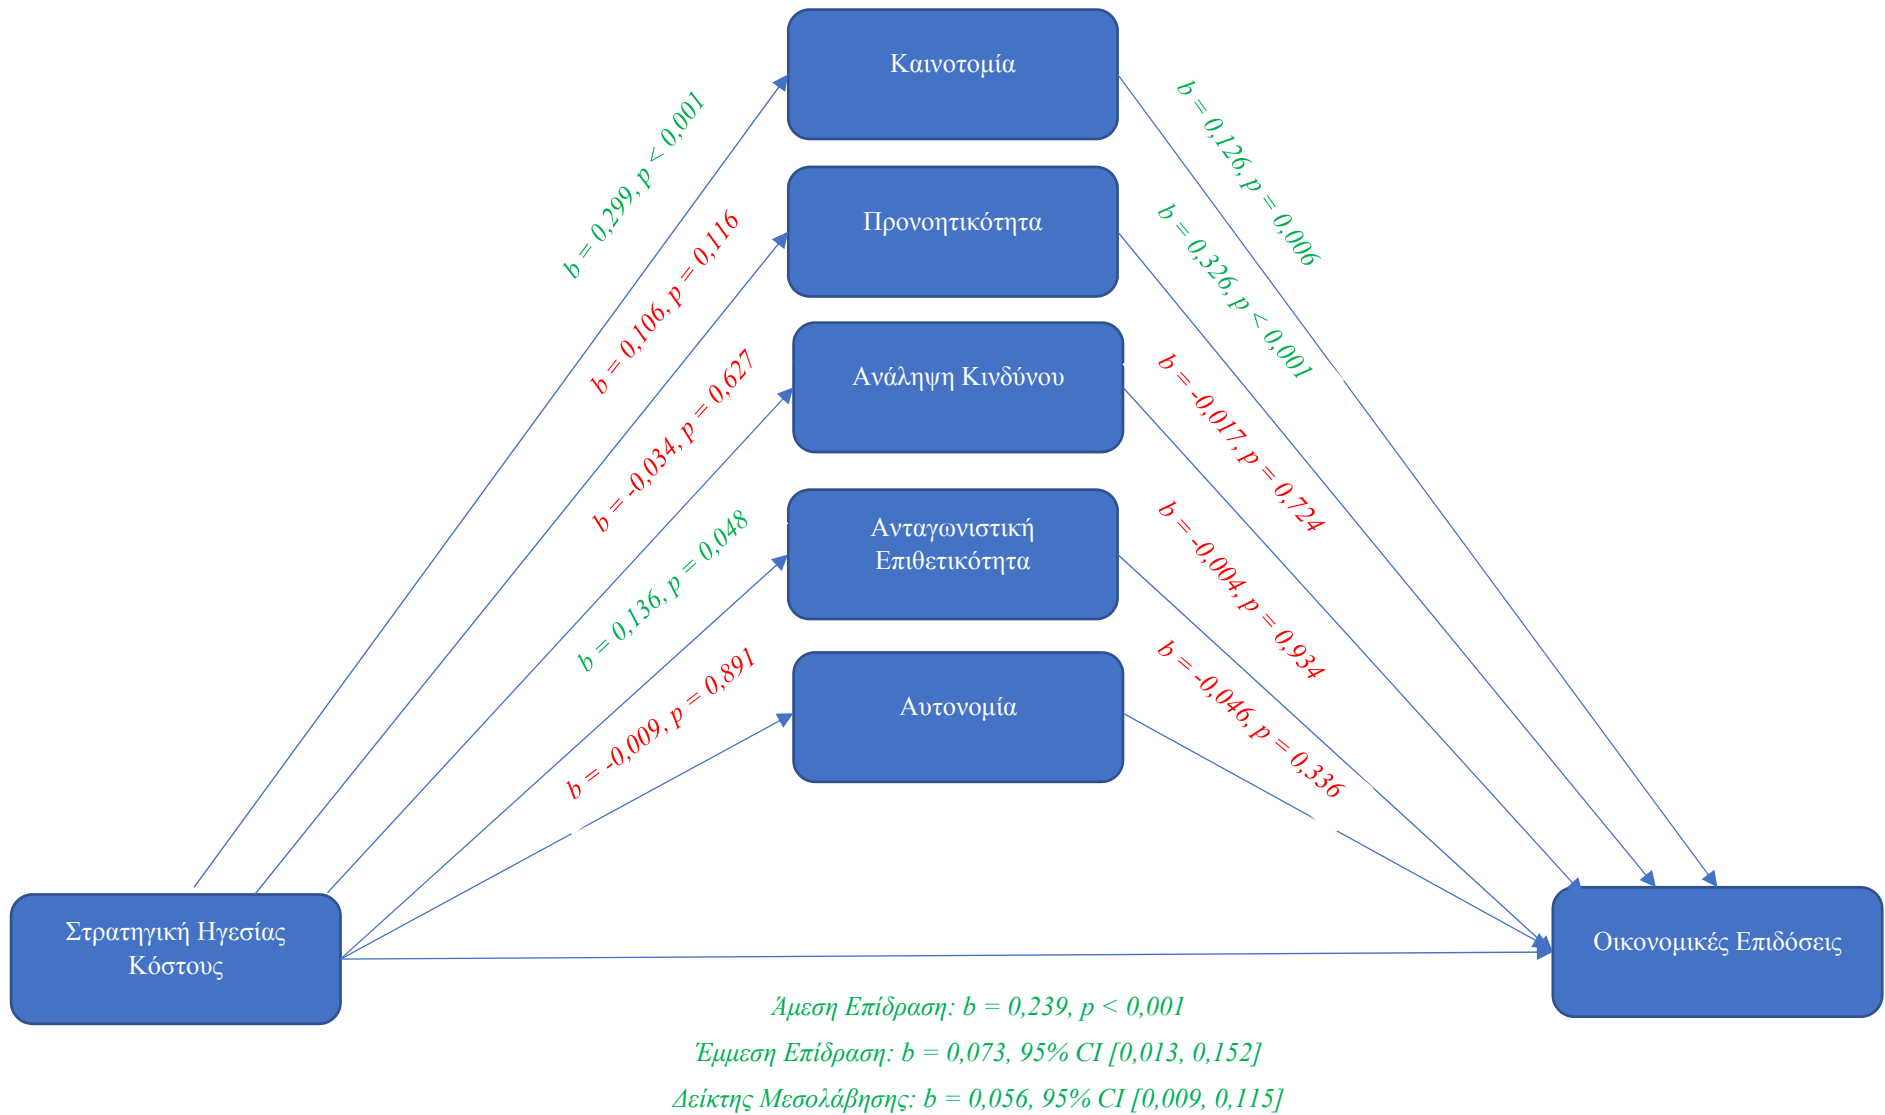 Καινοτομία
b = 0,299, p < 0,001
b = 0,126, p = 0,006
Προνοητικότητα
b = 0,106, p = 0,116
b = 0,326, p < 0,001
Ανάληψη Κινδύνου
b = -0,034, p = 0,627
b = -0,017, p = 0,724
Ανταγωνιστική
Επιθετικότητα
b = 0,136, p = 0,048
b = -0,004, p = 0,934
Αυτονομία
b = -0,009, p = 0,891
b = -0,046, p = 0,336
Στρατηγική Ηγεσίας
Κόστους
Οικονομικές Επιδόσεις
Άμεση Επίδραση: b = 0,239, p < 0,001
Έμμεση Επίδραση: b = 0,073, 95% CI [0,013, 0,152]
Δείκτης Μεσολάβησης: b = 0,056, 95% CI [0,009, 0,115]